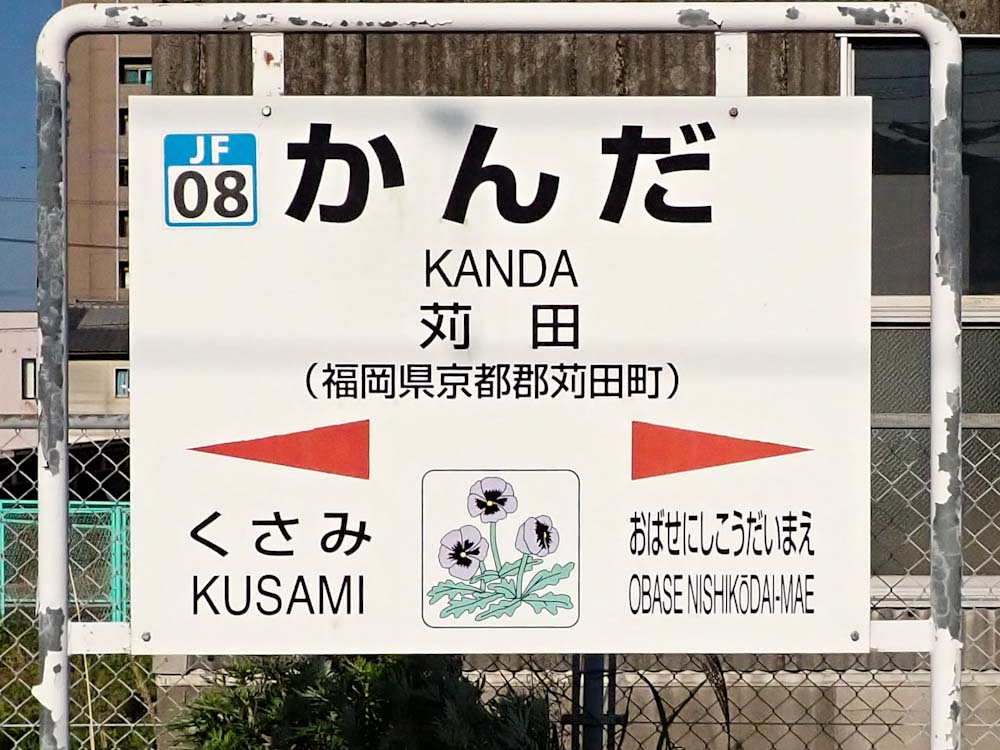 JF
08
かんだ
KANDA
苅 田
（福岡県京都郡苅田町）
くさみ
KUSAMI
おばせにしこうだいまえ
OBASE NISHIKŌDAI-MAE